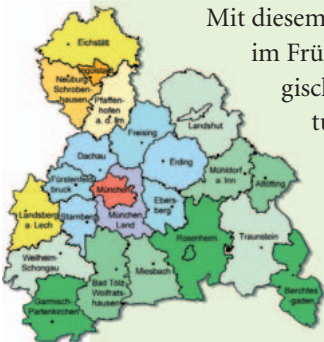 Mit diesem
im Frü
gisch
tu
Eichstätt
Ingolstadt
Neuburg
Schroben-
hausen
Pfaffen-
hofen
a. d. Ilm
Landshut
Freising
Dachau
Erding
Mühldorf
a. Inn
Altötting
Fürstenfeld
bruck
München
Landsberg
a. Lech
Starnberg
München
Land
Ebers-
berg
Rosenheim
Traunstein
Weilheim-
Schongau
Bad Tölz
Wolfrats-
hausen
Miesbach
Berchtes-
gaden
Garmisch-
Partenkirchen